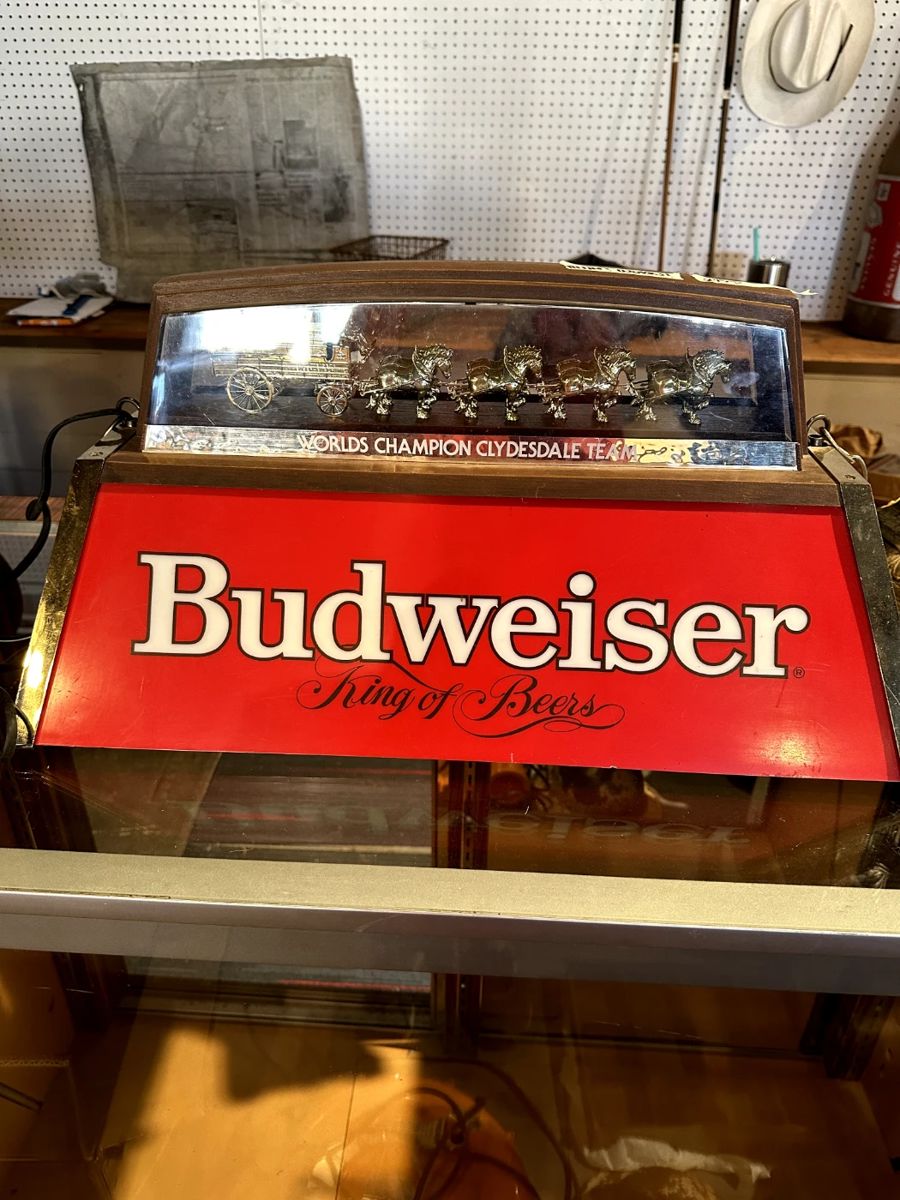 WORLDS CHAMPION CLYDESDALE TEAM
Budweiser®
King of Beers